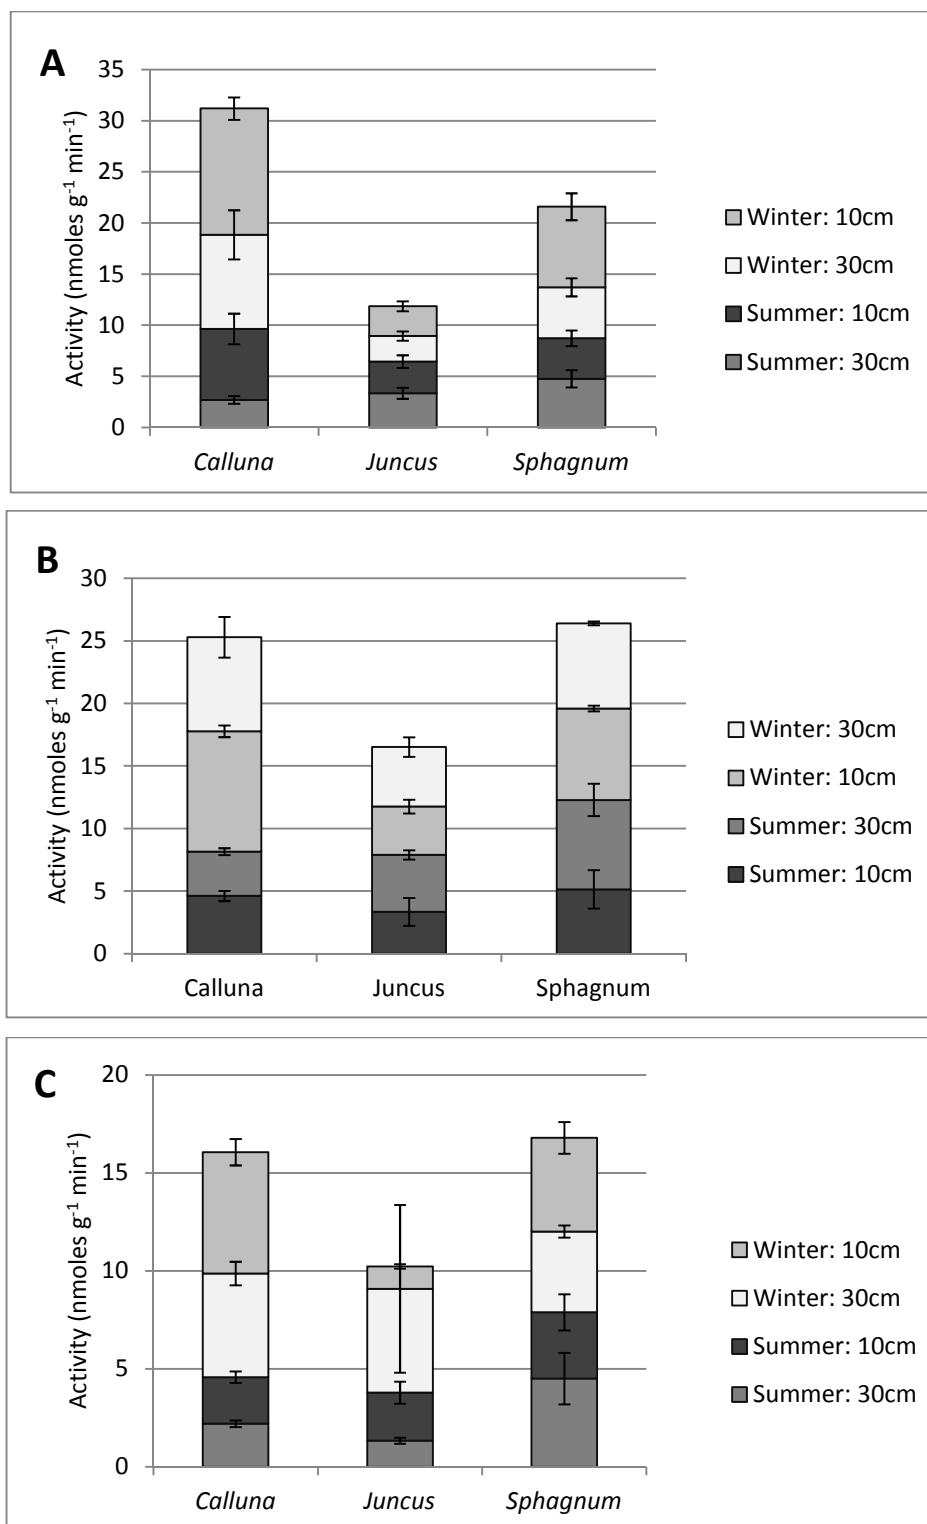 A
Activity (nmoles g⁻¹ min⁻¹)
35
30
25
20
15
10
5
0
Calluna Juncus Sphagnum
Winter: 10cm
Winter: 30cm
Summer: 10cm
Summer: 30cm
B
Activity (nmoles g⁻¹ min⁻¹)
30
25
20
15
10
5
0
Calluna Juncus Sphagnum
Winter: 30cm
Winter: 10cm
Summer: 30cm
Summer: 10cm
C
Activity (nmoles g⁻¹ min⁻¹)
20
15
10
5
0
Calluna Juncus Sphagnum
Winter: 10cm
Winter: 30cm
Summer: 10cm
Summer: 30cm